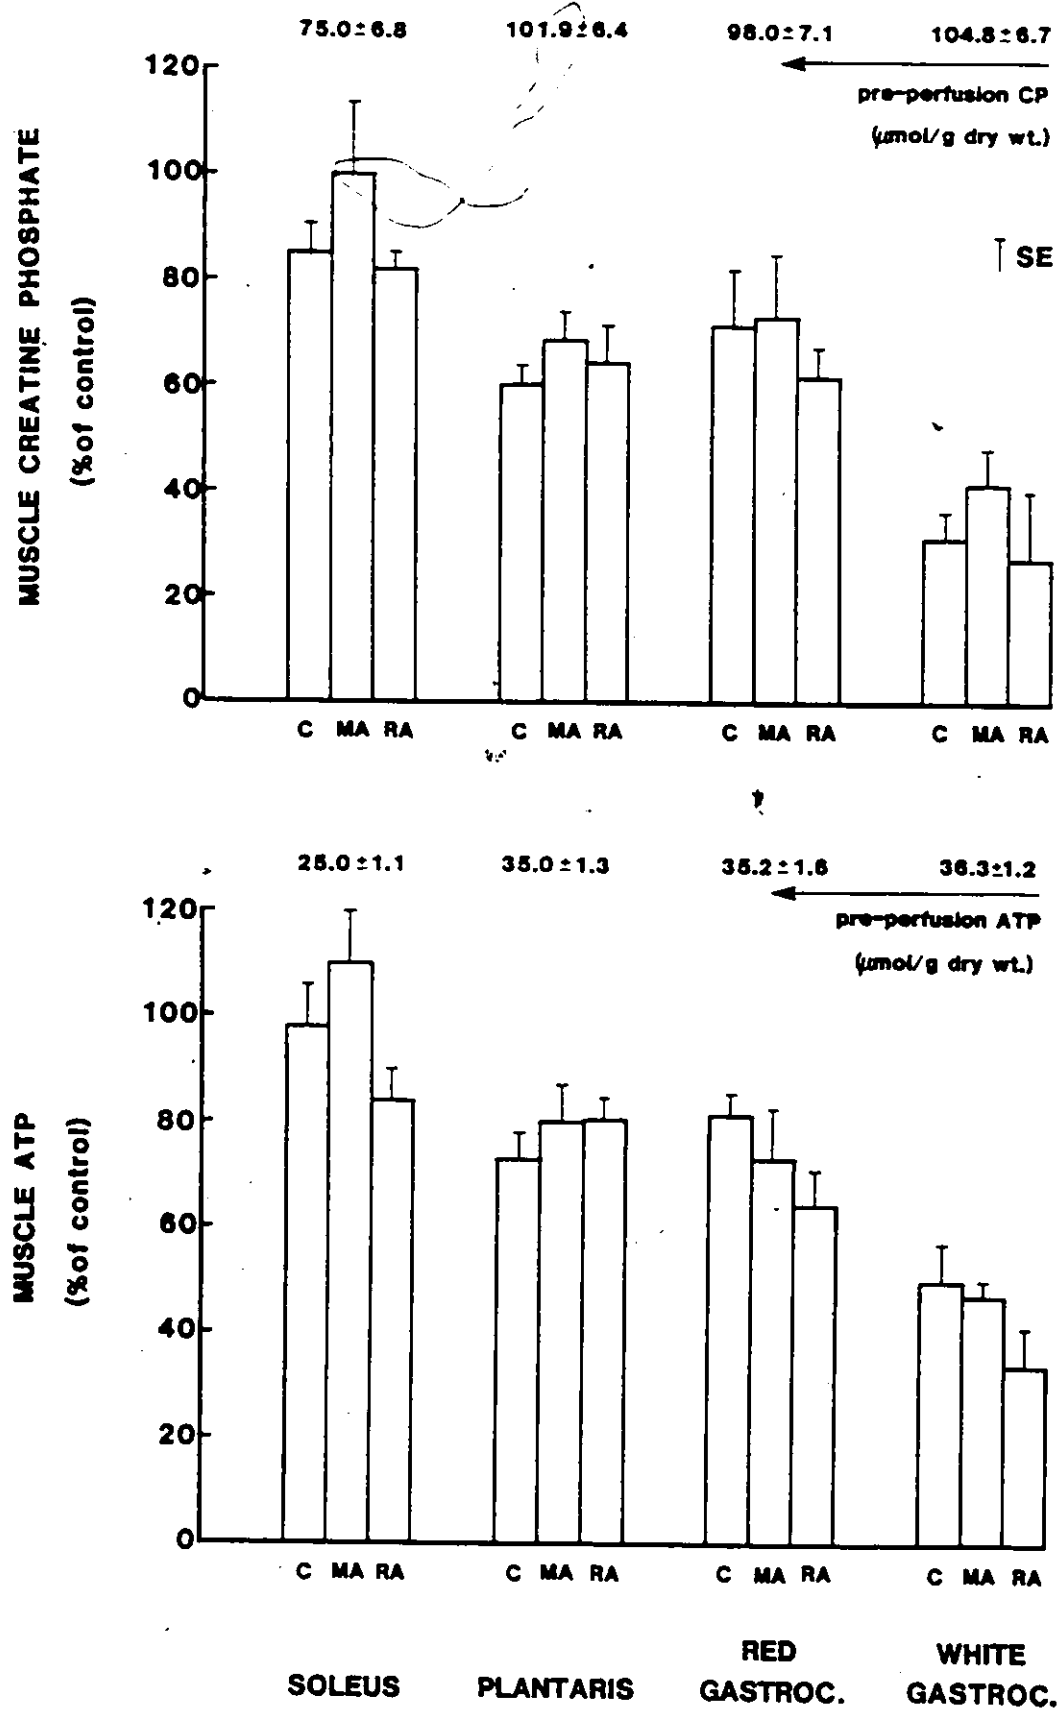 75.0±6.8 101.9±6.4 98.0±7.1 104.8±6.7
pre-perfusion CP
(μmol/g dry wt.)
MUSCLE CREATINE PHOSPHATE
(%of control)
120
100
80
60
40
20
0
SE
C MA RA C MA RA C MA RA C MA RA
25.0±1.1 35.0±1.3 35.2±1.6 36.3±1.2
pre-perfusion ATP
(μmol/g dry wt.)
MUSCLE ATP
(%of control)
120
100
80
60
40
20
0
C MA RA C MA RA C MA RA C MA RA
SOLEUS PLANTARIS RED GASTROC. WHITE GASTROC.